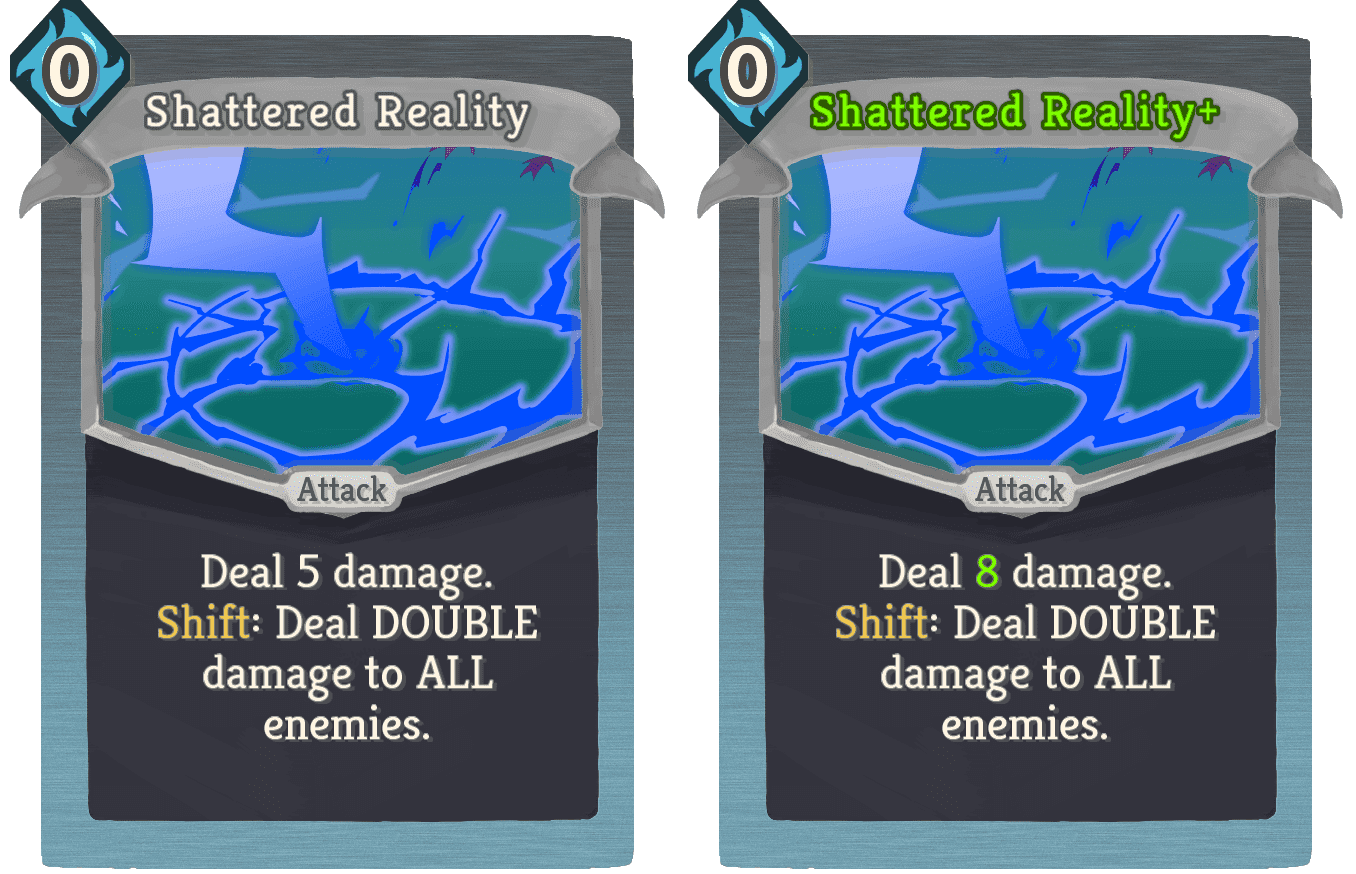 0
Shattered Reality
Attack
Deal 5 damage.
Shift: Deal DOUBLE
damage to ALL
enemies.
0
Shattered Reality+
Attack
Deal 8 damage.
Shift: Deal DOUBLE
damage to ALL
enemies.